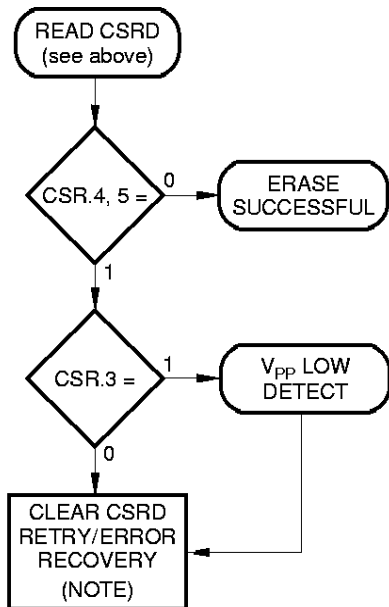 READ CSRD
(see above)
CSR.4, 5 =
0
ERASE
SUCCESSFUL
1
CSR.3 =
1
VPP LOW
DETECT
0
CLEAR CSRD
RETRY/ERROR
RECOVERY
(NOTE)